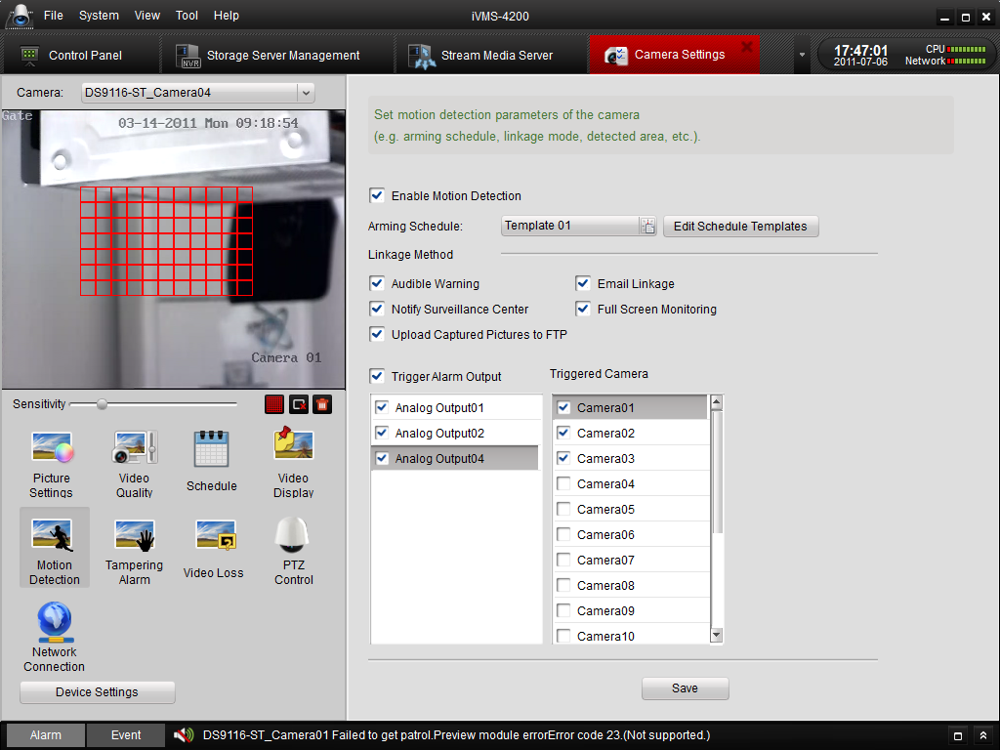 File System View Tool Help iVMS-4200
Control Panel NVR Storage Server Management Stream Media Server Camera Settings 17:47:01 2011-07-06 CPU Network
Camera: DS9116-ST_Camera04
Gate
03-14-2011 Mon 09:18:54
Camera 01
Sensitivity
Picture Settings
Video Quality
Schedule
Video Display
Motion Detection
Tampering Alarm
Video Loss
PTZ Control
Network Connection
Device Settings
Set motion detection parameters of the camera
(e.g. arming schedule, linkage mode, detected area, etc.).
Enable Motion Detection
Arming Schedule: Template 01 Edit Schedule Templates
Linkage Method
Audible Warning Email Linkage
Notify Surveillance Center Full Screen Monitoring
Upload Captured Pictures to FTP
Trigger Alarm Output Triggered Camera
Analog Output01
Analog Output02
Analog Output04
Camera01
Camera02
Camera03
Camera04
Camera05
Camera06
Camera07
Camera08
Camera09
Camera10
Save
Alarm Event DS9116-ST_Camera01 Failed to get patrol.Preview module errorError code 23.(Not supported.)